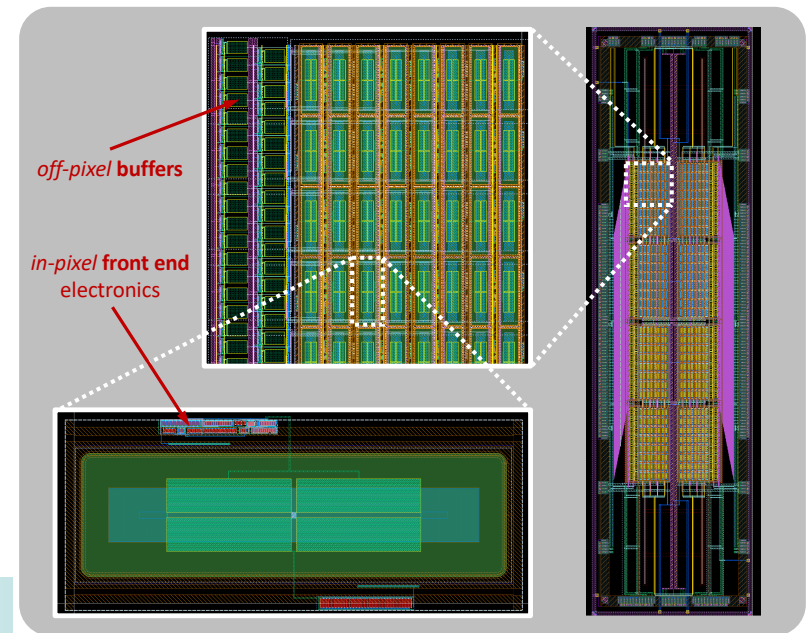 off-pixel buffers
in-pixel front end
electronics